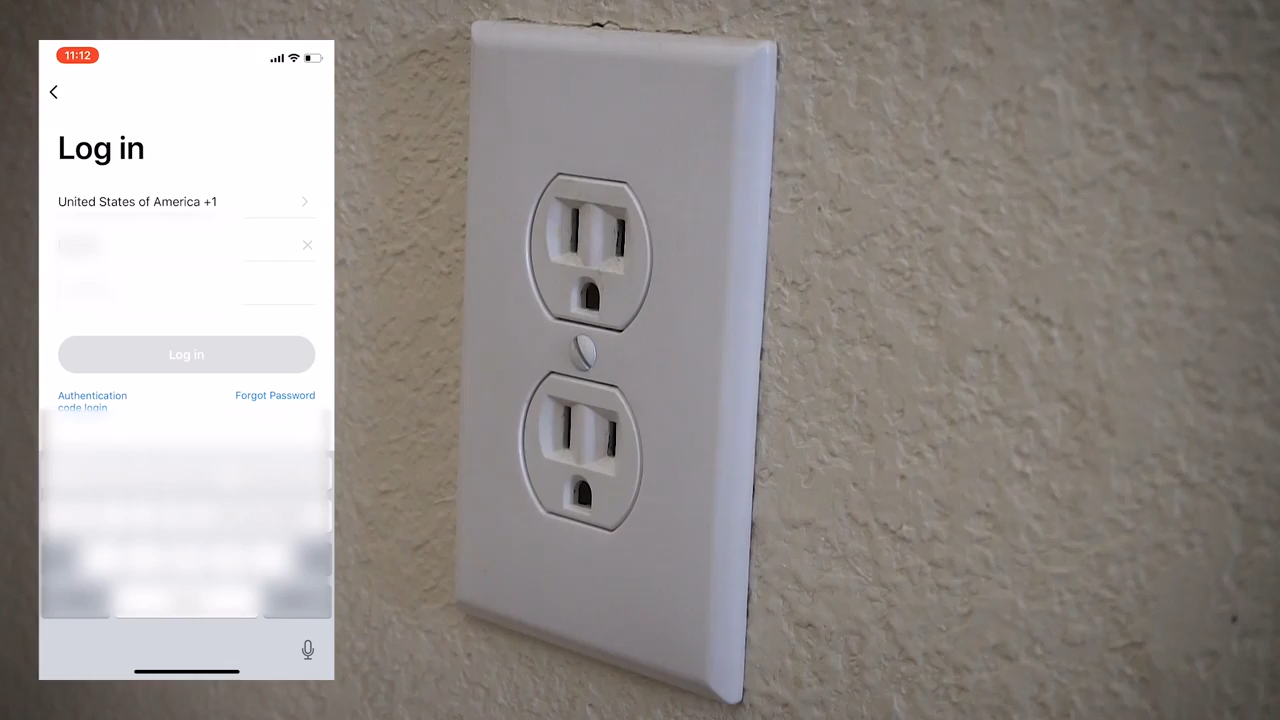 11:12
Log in
United States of America +1
Log in
Authentication
code login
Forgot Password